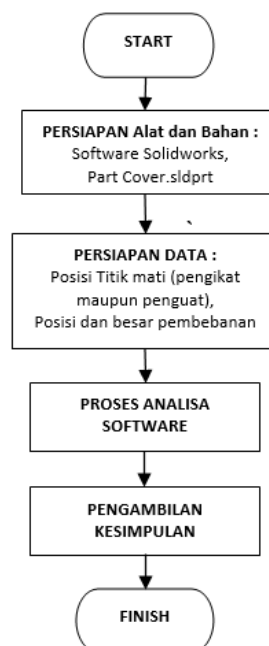 START
PERSIAPAN Alat dan Bahan :
Software Solidworks,
Part Cover.sldprt
`
PERSIAPAN DATA :
Posisi Titik mati (pengikat
maupun penguat),
Posisi dan besar pembebanan
PROSES ANALISA
SOFTWARE
PENGAMBILAN
KESIMPULAN
FINISH